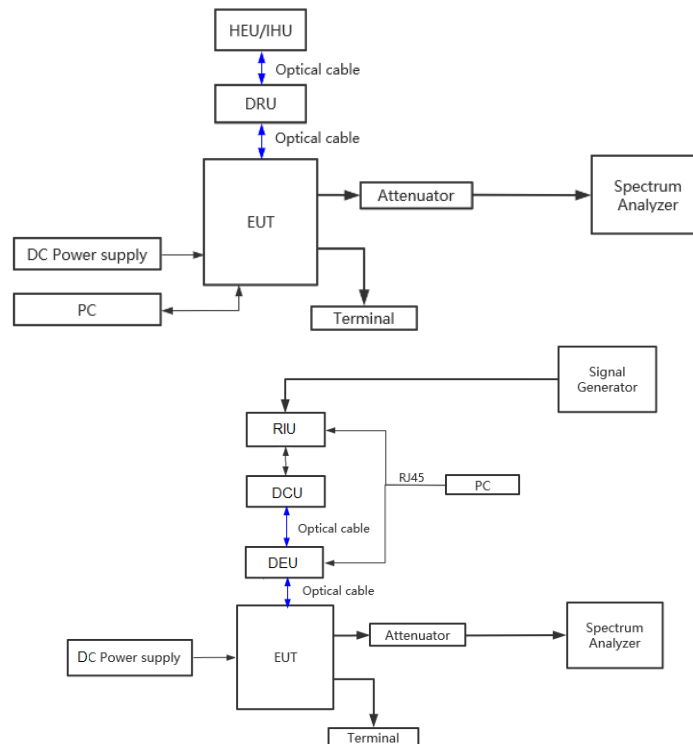 HEU/IHU
Optical cable
DRU
Optical cable
EUT
Attenuator
Spectrum
Analyzer
DC Power supply
PC
Terminal
Signal
Generator
RIU
RJ45
PC
DCU
Optical cable
DEU
Optical cable
EUT
Attenuator
Spectrum
Analyzer
DC Power supply
Terminal